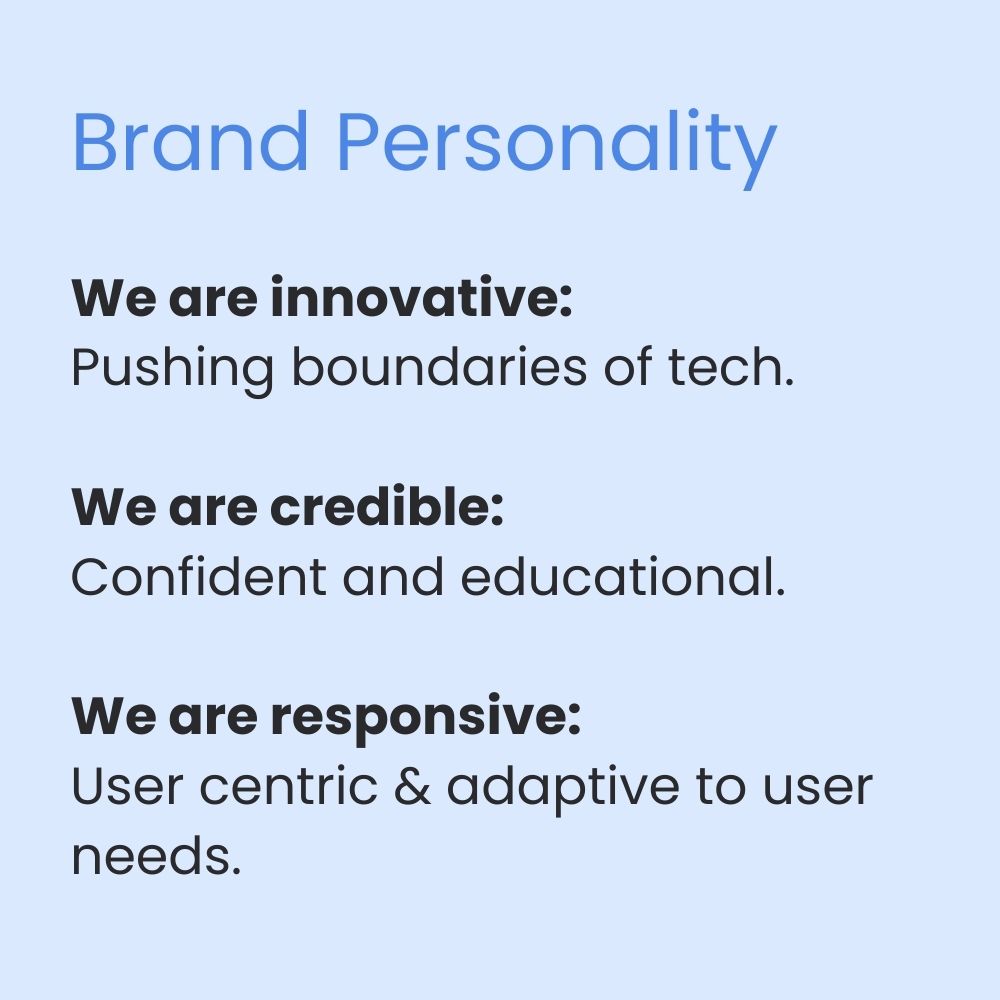 Brand Personality
We are innovative:
Pushing boundaries of tech.
We are credible:
Confident and educational.
We are responsive:
User centric & adaptive to user
needs.